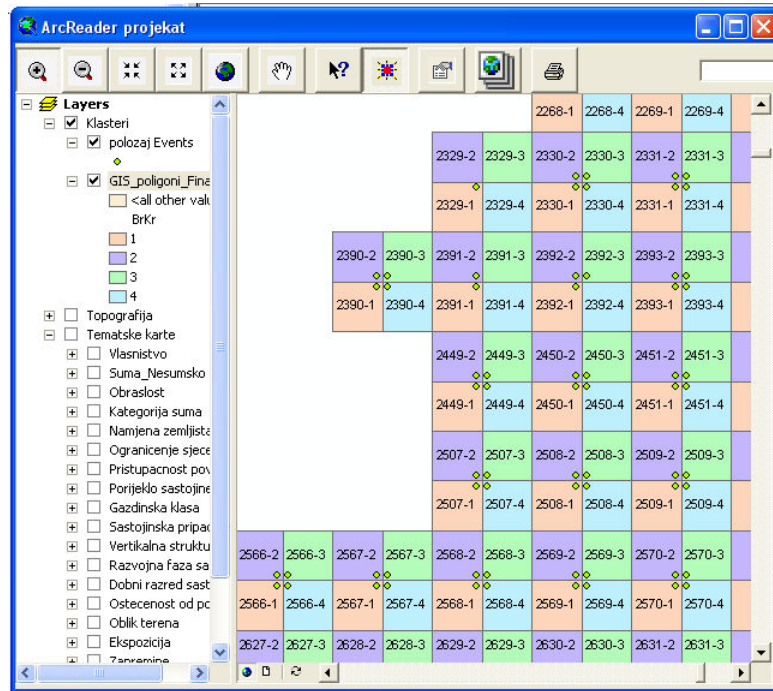 ArcReader projekat
Layers
Klasteri
polozaj Events
GIS_poligoni_Fina
<all other valu
BrKr
1
2
3
4
Topografija
Tematske karte
Vlasnistvo
Suma_Nesumsko
Obraslost
Kategorija suma
Namjena zemljista
Ogranicenje sjece
Pristupacnost pov
Porijeklo sastojine
Gazdinska klasa
Sastojinska pripad
Vertikalna struktu
Razvojna faza sa
Dobni razred sast
Ostecenost od po
Oblik terena
Ekspozicija
Zapremine
2268-1 2268-4 2269-1 2269-4
2329-2 2329-3 2330-2 2330-3 2331-2 2331-3
2329-1 2329-4 2330-1 2330-4 2331-1 2331-4
2390-2 2390-3 2391-2 2391-3 2392-2 2392-3 2393-2 2393-3
2390-1 2390-4 2391-1 2391-4 2392-1 2392-4 2393-1 2393-4
2449-2 2449-3 2450-2 2450-3 2451-2 2451-3
2449-1 2449-4 2450-1 2450-4 2451-1 2451-4
2507-2 2507-3 2508-2 2508-3 2509-2 2509-3
2507-1 2507-4 2508-1 2508-4 2509-1 2509-4
2566-2 2566-3 2567-2 2567-3 2568-2 2568-3 2569-2 2569-3 2570-2 2570-3
2566-1 2566-4 2567-1 2567-4 2568-1 2568-4 2569-1 2569-4 2570-1 2570-4
2627-2 2627-3 2628-2 2628-3 2629-2 2629-3 2630-2 2630-3 2631-2 2631-3